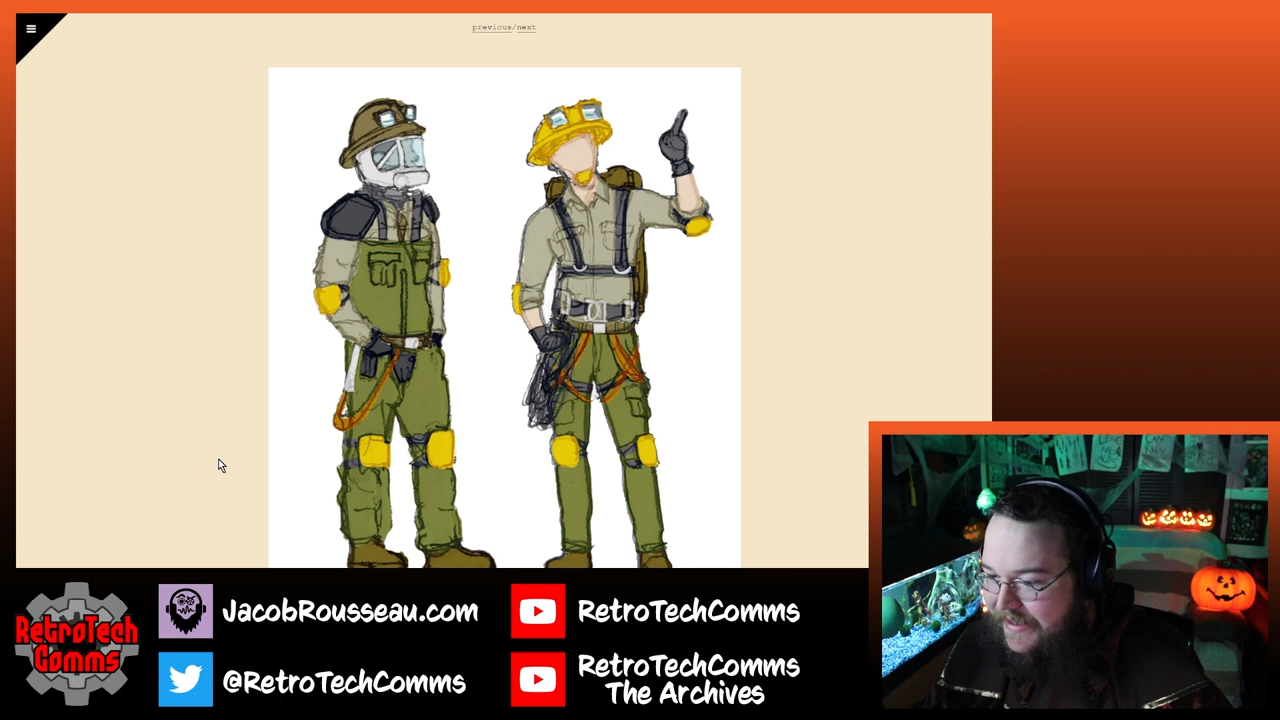 previous/next
RetroTech
Comms
JacobRousseau.com
RetroTechComms
@RetroTechComms
RetroTechComms
The Archives